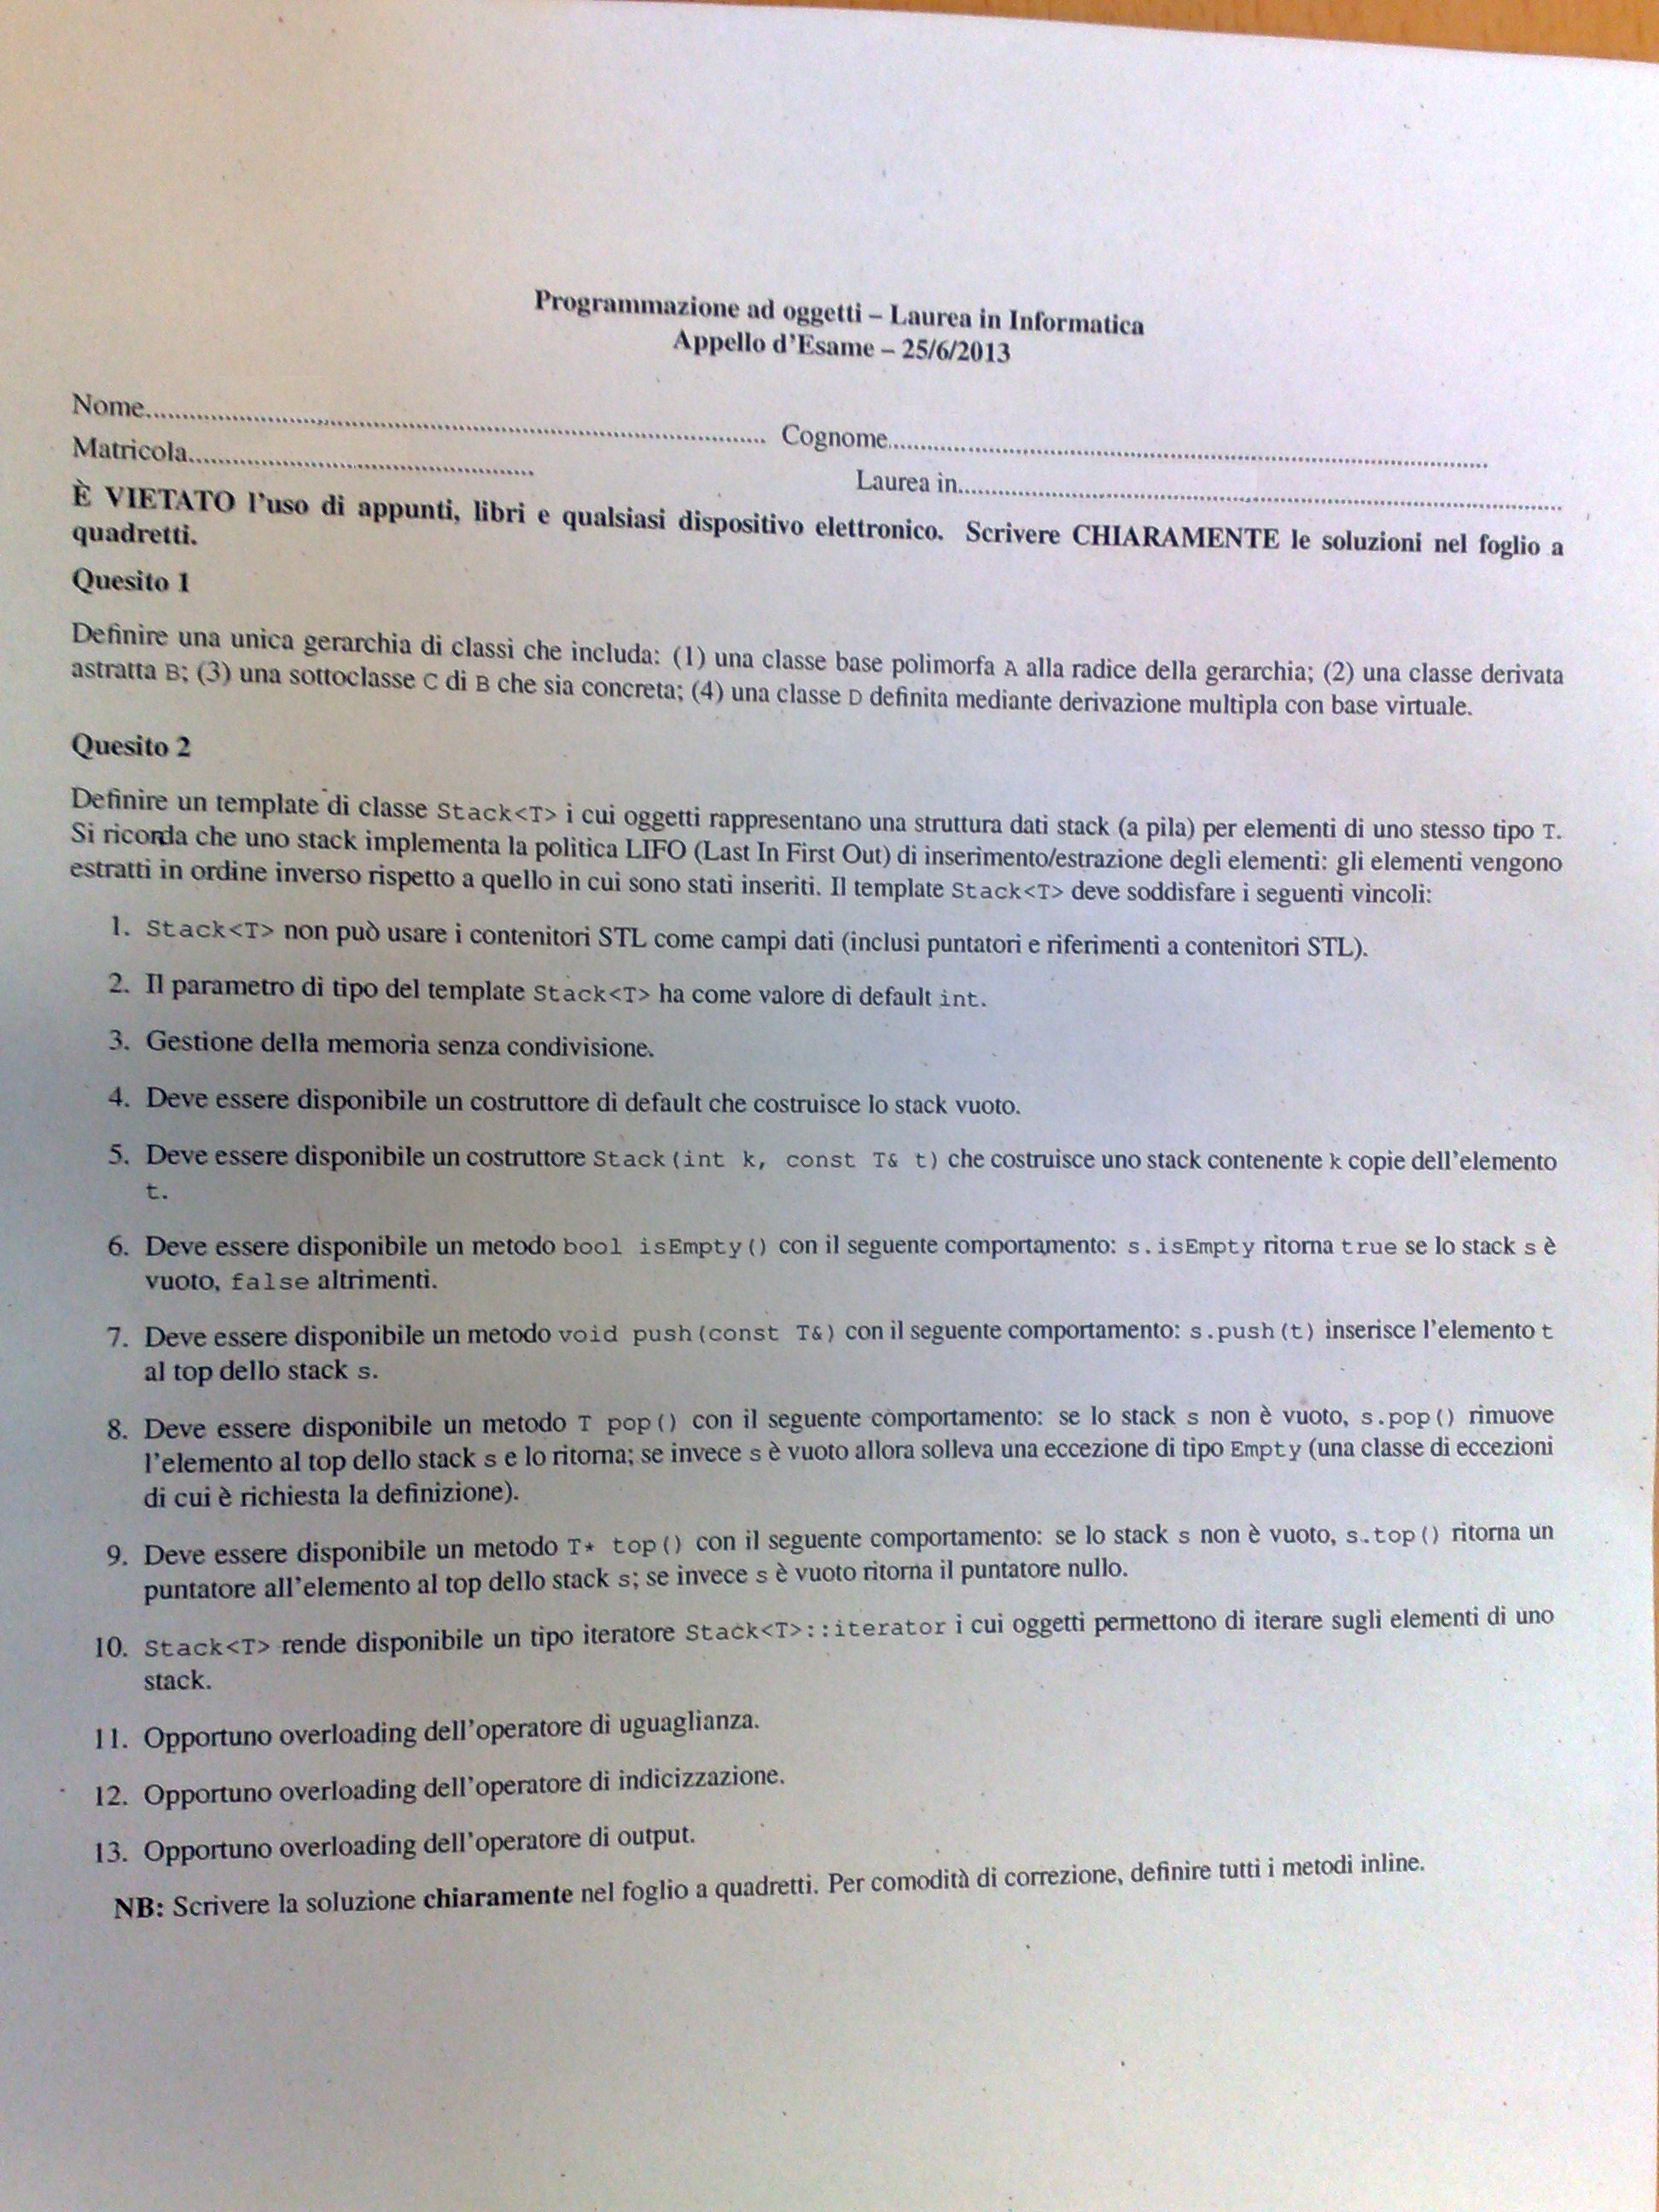 Programmazione ad oggetti – Laurea in Informatica
Appello d'Esame – 25/6/2013
Nome.......................................................................................... Cognome.......................................................................................
Matricola.................................................. Laurea in.......................................................................................
È VIETATO l'uso di appunti, libri e qualsiasi dispositivo elettronico. Scrivere CHIARAMENTE le soluzioni nel foglio a
quadretti.
Quesito 1
Definire una unica gerarchia di classi che includa: (1) una classe base polimorfa A alla radice della gerarchia; (2) una classe derivata
astratta B; (3) una sottoclasse C di B che sia concreta; (4) una classe D definita mediante derivazione multipla con base virtuale.
Quesito 2
Definire un template di classe Stack<T> i cui oggetti rappresentano una struttura dati stack (a pila) per elementi di uno stesso tipo T.
Si ricorda che uno stack implementa la politica LIFO (Last In First Out) di inserimento/estrazione degli elementi: gli elementi vengono
estratti in ordine inverso rispetto a quello in cui sono stati inseriti. Il template Stack<T> deve soddisfare i seguenti vincoli:
1. Stack<T> non può usare i contenitori STL come campi dati (inclusi puntatori e riferimenti a contenitori STL).
2. Il parametro di tipo del template Stack<T> ha come valore di default int.
3. Gestione della memoria senza condivisione.
4. Deve essere disponibile un costruttore di default che costruisce lo stack vuoto.
5. Deve essere disponibile un costruttore Stack(int k, const T& t) che costruisce uno stack contenente k copie dell'elemento
t.
6. Deve essere disponibile un metodo bool isEmpty() con il seguente comportamento: s.isEmpty ritorna true se lo stack s è
vuoto, false altrimenti.
7. Deve essere disponibile un metodo void push(const T&) con il seguente comportamento: s.push(t) inserisce l'elemento t
al top dello stack s.
8. Deve essere disponibile un metodo T pop() con il seguente comportamento: se lo stack s non è vuoto, s.pop() rimuove
l'elemento al top dello stack s e lo ritorna; se invece s è vuoto allora solleva una eccezione di tipo Empty (una classe di eccezioni
di cui è richiesta la definizione).
9. Deve essere disponibile un metodo T* top() con il seguente comportamento: se lo stack s non è vuoto, s.top() ritorna un
puntatore all'elemento al top dello stack s; se invece s è vuoto ritorna il puntatore nullo.
10. Stack<T> rende disponibile un tipo iteratore Stack<T>::iterator i cui oggetti permettono di iterare sugli elementi di uno
stack.
11. Opportuno overloading dell'operatore di uguaglianza.
12. Opportuno overloading dell'operatore di indicizzazione.
13. Opportuno overloading dell'operatore di output.
NB: Scrivere la soluzione chiaramente nel foglio a quadretti. Per comodità di correzione, definire tutti i metodi inline.